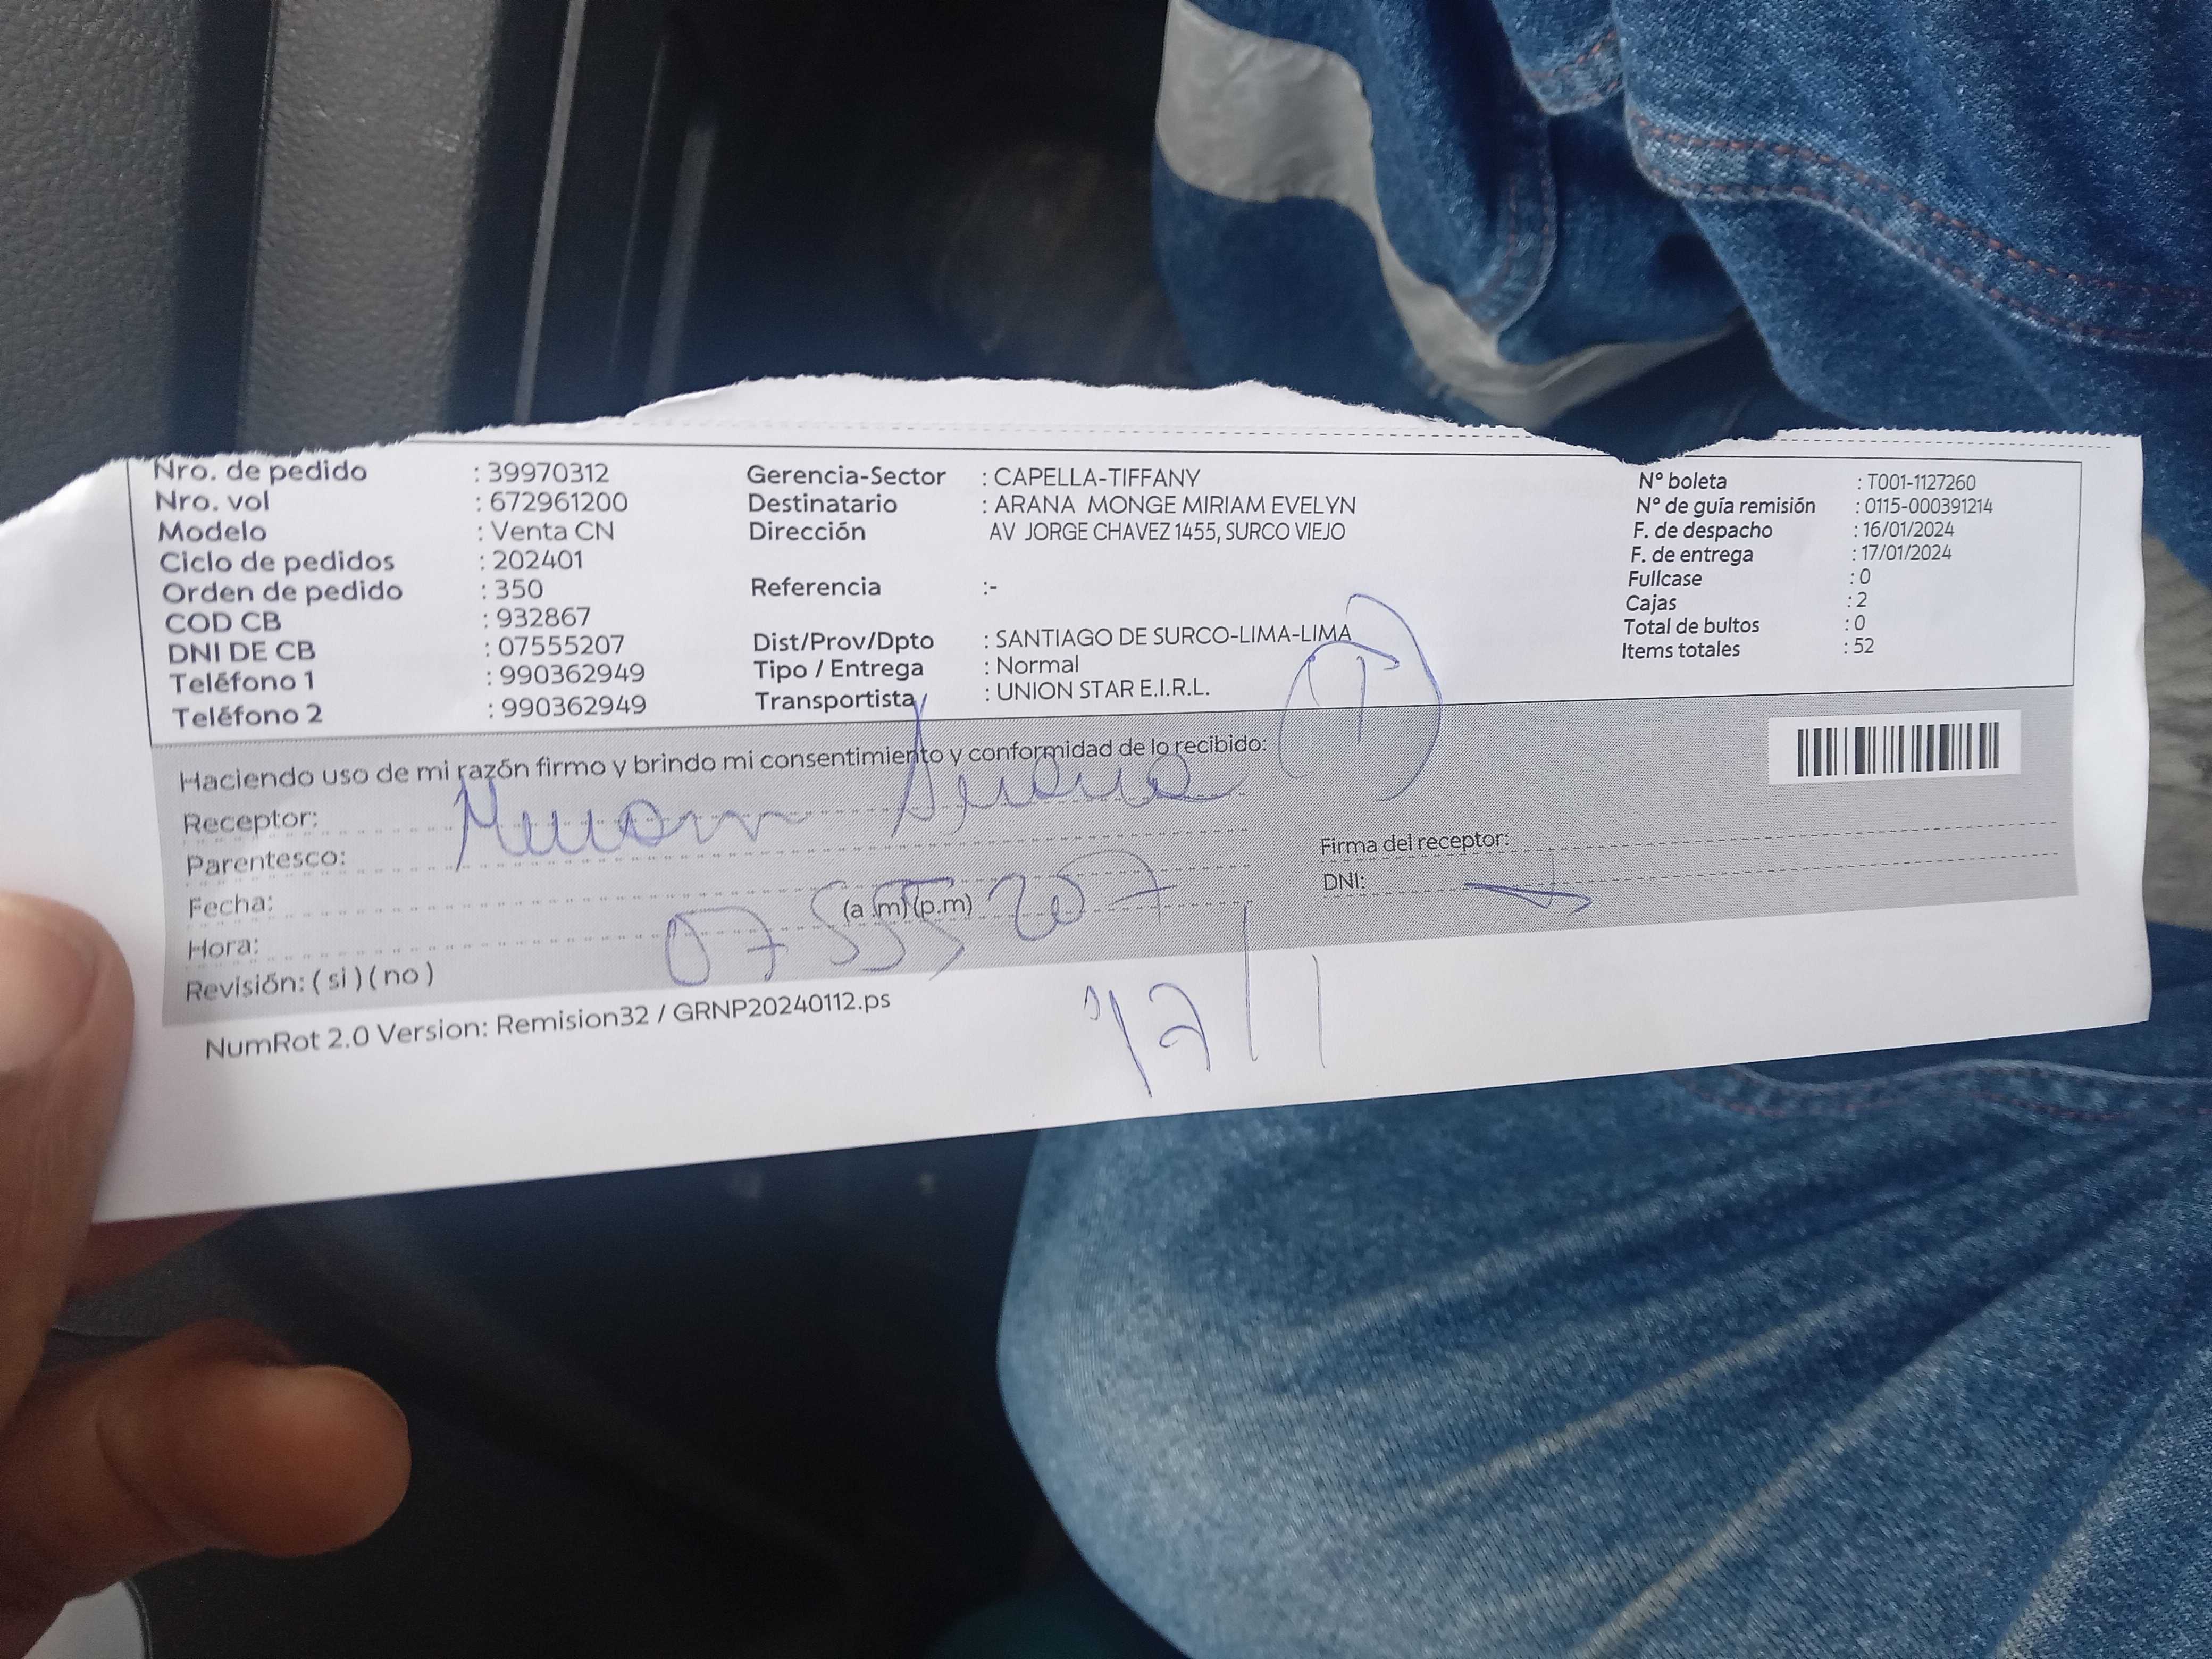 Nro. de pedido : 39970312
Nro. vol : 672961200
Modelo : Venta CN
Ciclo de pedidos : 202401
Orden de pedido : 350
COD CB : 932867
DNI DE CB : 07555207
Teléfono 1 : 990362949
Teléfono 2 : 990362949
Gerencia-Sector : CAPELLA-TIFFANY
Destinatario : ARANA MONGE MIRIAM EVELYN
Dirección AV JORGE CHAVEZ 1455, SURCO VIEJO
Referencia :-
Dist/Prov/Dpto : SANTIAGO DE SURCO-LIMA-LIMA
Tipo / Entrega : Normal
Transportista : UNION STAR E.I.R.L.
N° boleta : T001-1127260
N° de guía remisión : 0115-000391214
F. de despacho : 16/01/2024
F. de entrega : 17/01/2024
Fullcase : 0
Cajas : 2
Total de bultos : 0
Items totales : 52
Haciendo uso de mi razón firmo y brindo mi consentimiento y conformidad de lo recibido:
Receptor: Miriam Arana
Parentesco:
Fecha:
Hora: (a .m) (p.m)
07555207
Revisión: ( si ) ( no )
Firma del receptor:
DNI:
NumRot 2.0 Version: Remision32 / GRNP20240112.ps